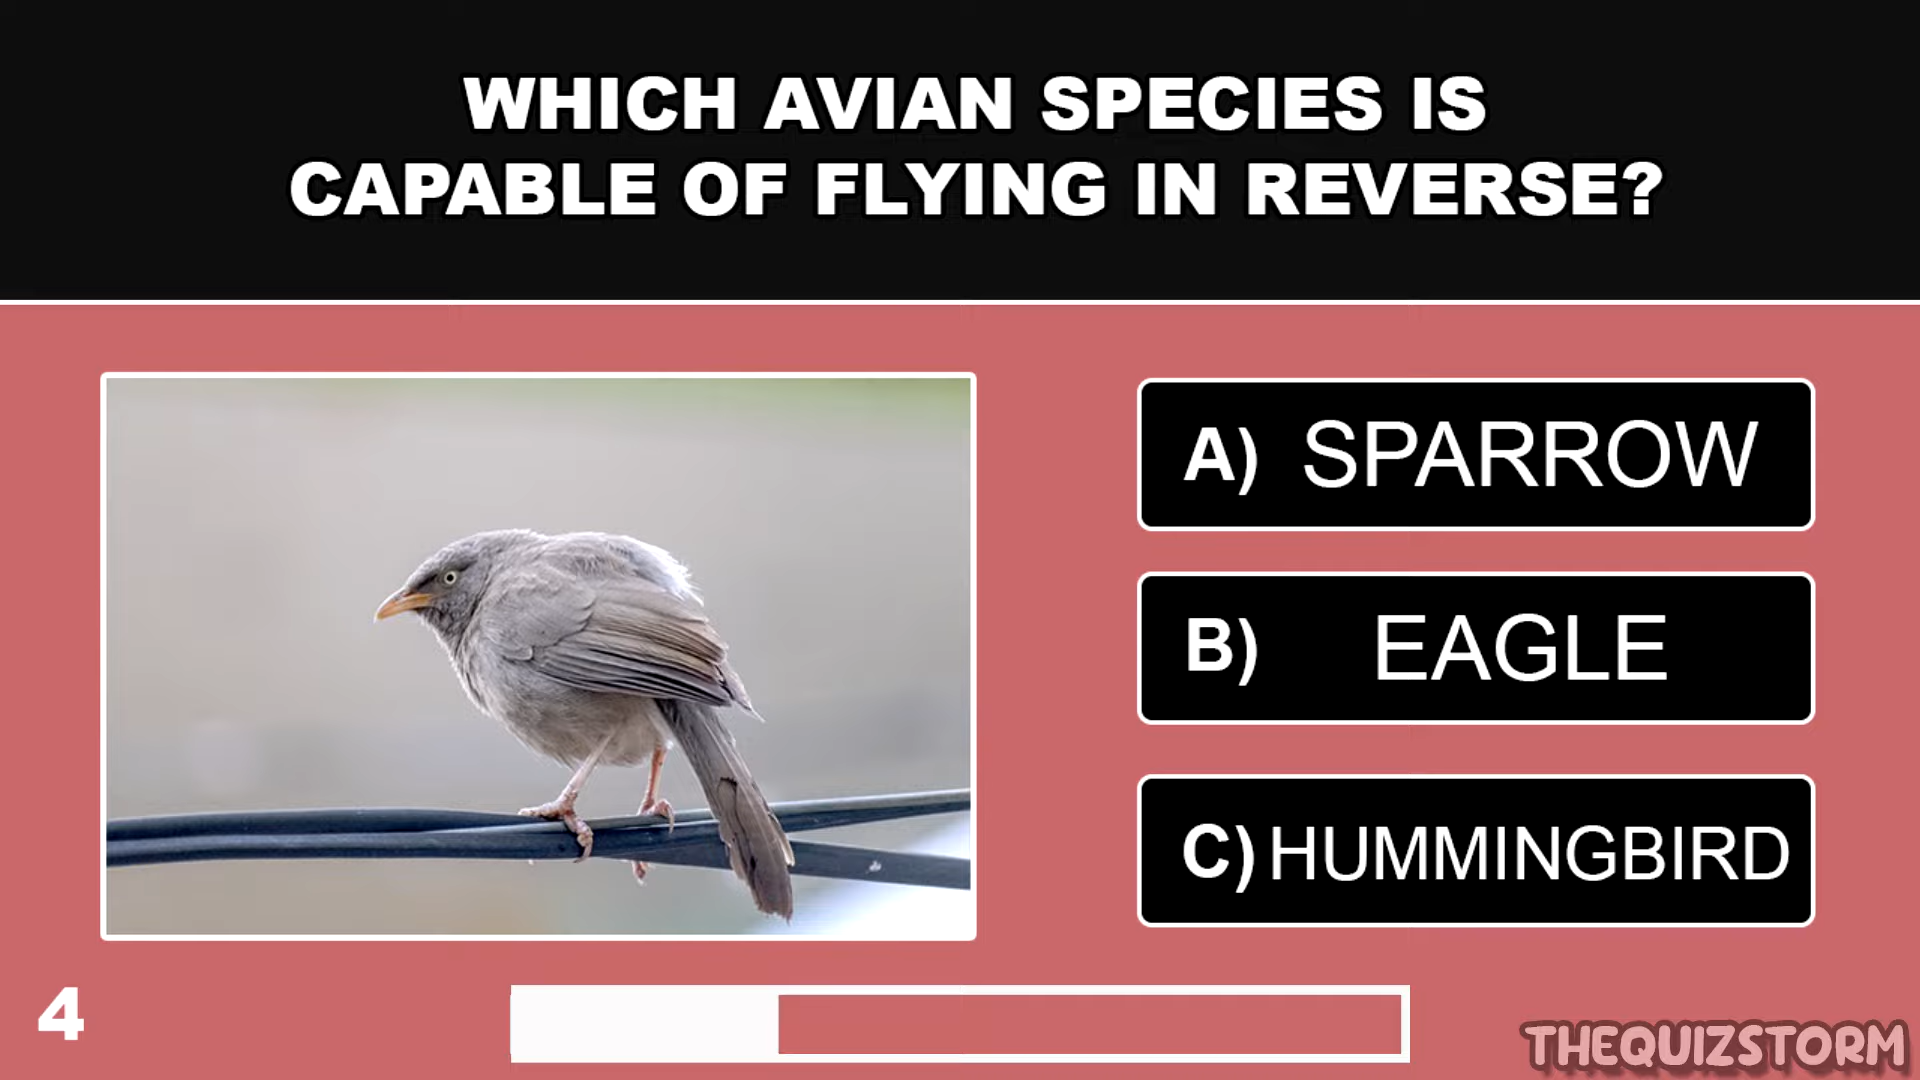 WHICH AVIAN SPECIES IS
CAPABLE OF FLYING IN REVERSE?
A) SPARROW
B) EAGLE
C) HUMMINGBIRD
4
THEQUIZSTORM